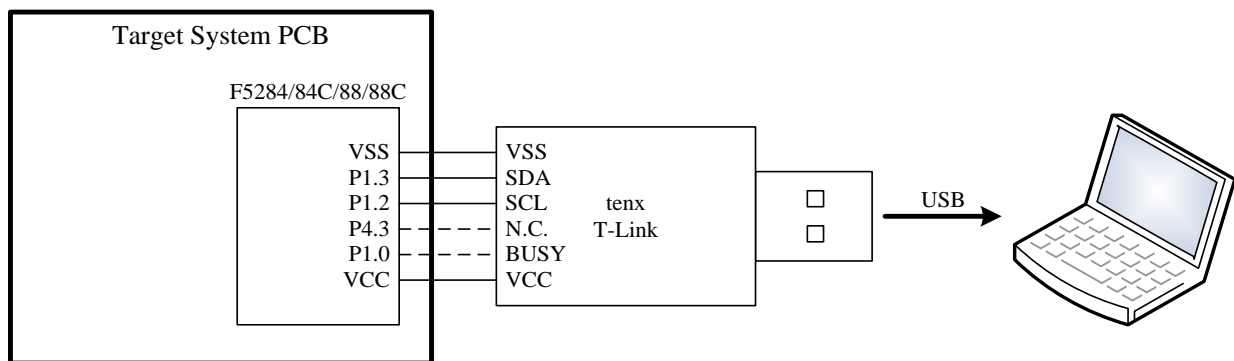 Target System PCB
F5284/84C/88/88C
VSS
P1.3
P1.2
P4.3
P1.0
VCC
VSS
SDA
SCL
N.C.
BUSY
VCC
tenx
T-Link
USB